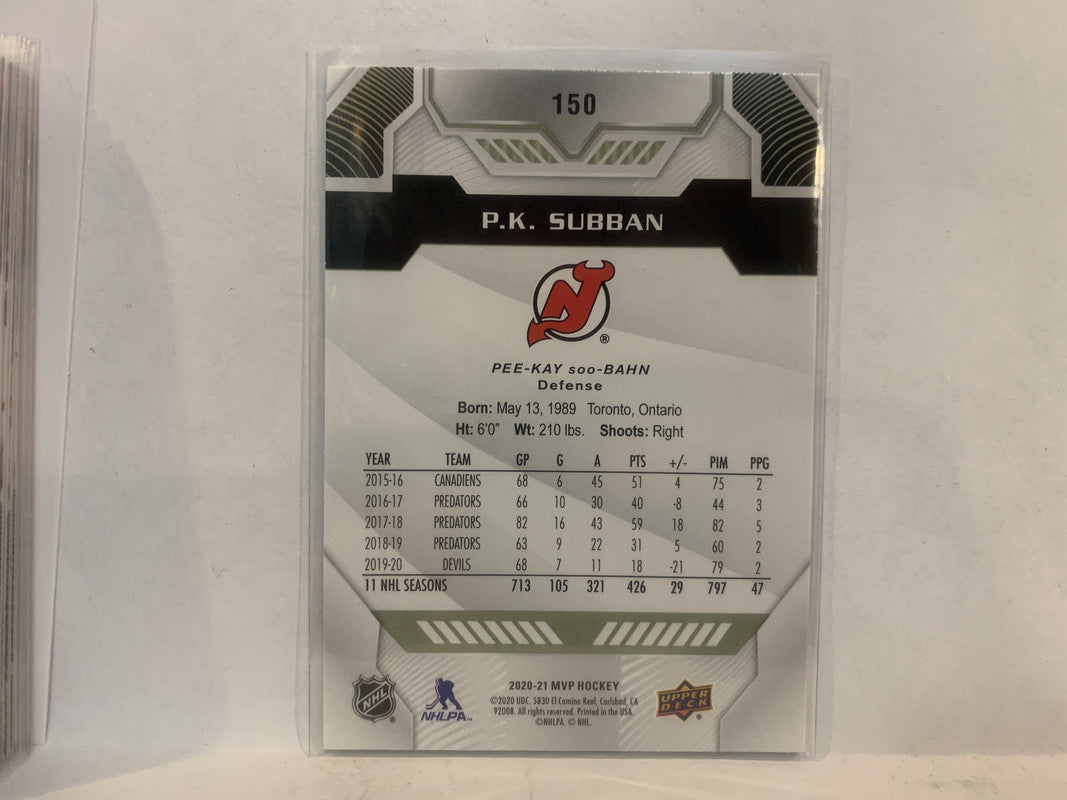 150
P.K. SUBBAN
NJ ®
PEE-KAY soo-BAHN
Defense
Born: May 13, 1989 Toronto, Ontario
Ht: 6'0" Wt: 210 lbs. Shoots: Right
YEAR TEAM GP G A PTS +/- PIM PPG
2015-16 CANADIENS 68 6 45 51 4 75 2
2016-17 PREDATORS 66 10 30 40 -8 44 3
2017-18 PREDATORS 82 16 43 59 18 82 5
2018-19 PREDATORS 63 9 22 31 5 60 2
2019-20 DEVILS 68 7 11 18 -21 79 2
11 NHL SEASONS 713 105 321 426 29 797 47
NHL ®
NHLPA™
2020-21 MVP HOCKEY
©2020 UDC. 5830 El Camino Real, Carlsbad, CA
92008. All rights reserved. Printed in the USA.
©NHLPA. © NHL.
UPPER DECK